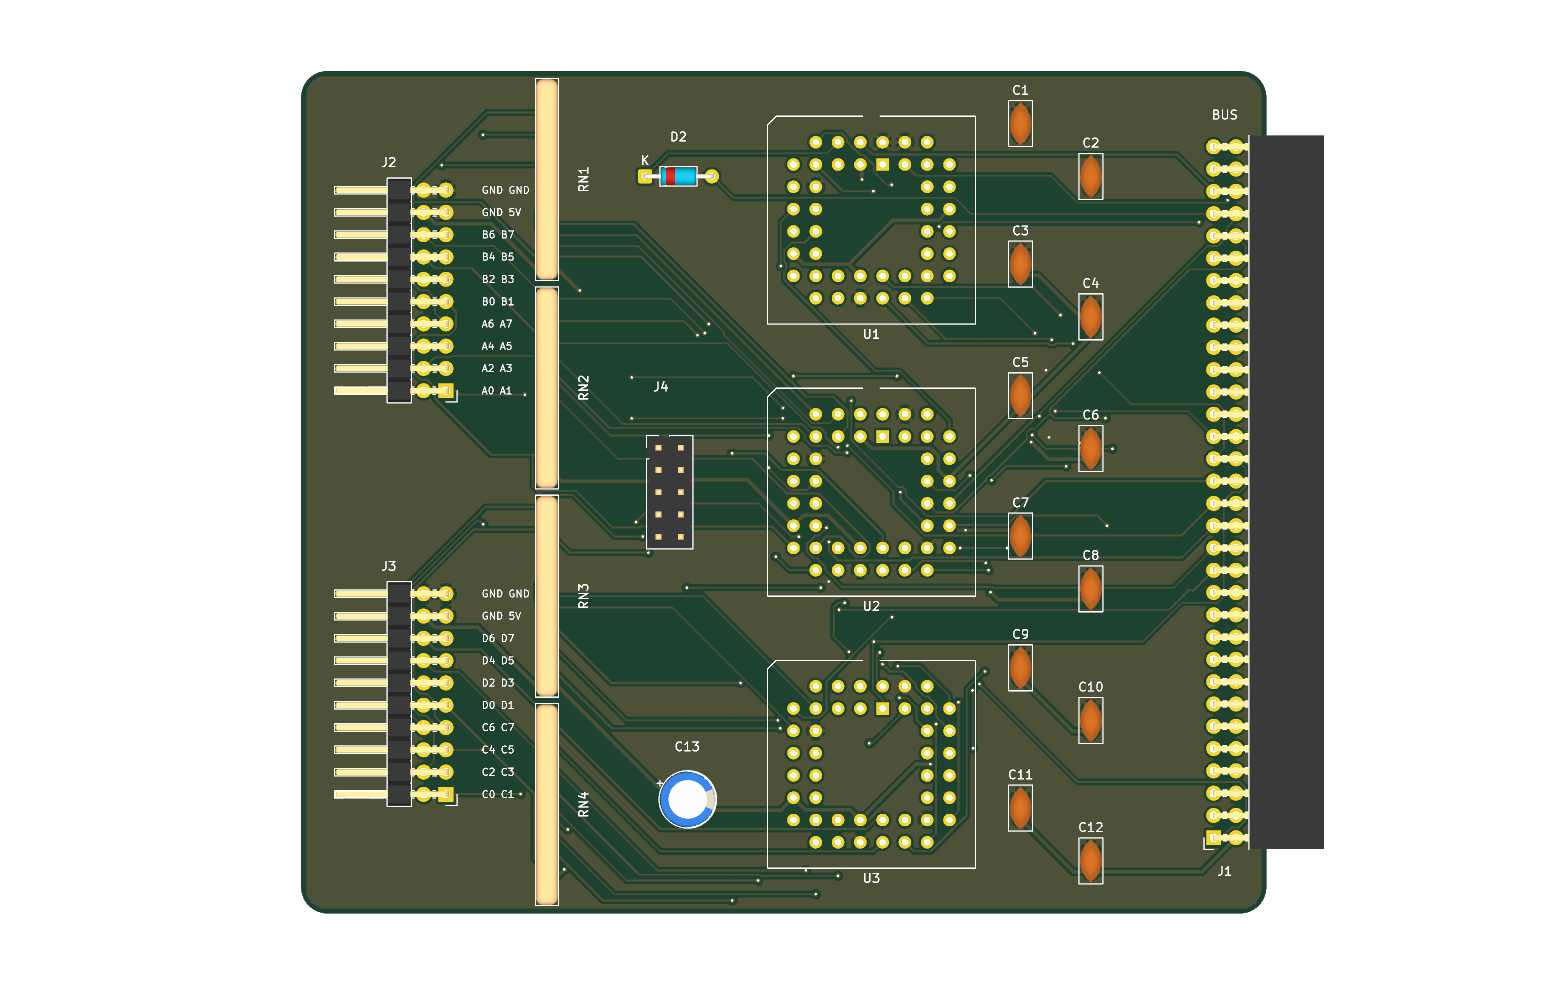 C1
BUS
D2
C2
J2
K
RN1
GND GND
GND 5V
B6 B7
C3
B4 B5
B2 B3
C4
B0 B1
A6 A7
U1
A4 A5
C5
A2 A3
RN2
J4
A0 A1
C6
C7
C8
J3
GND GND
RN3
U2
GND 5V
D6 D7
C9
D4 D5
D2 D3
C10
D0 D1
C6 C7
C13
C4 C5
C2 C3
C11
+
C0 C1
RN4
C12
J1
U3